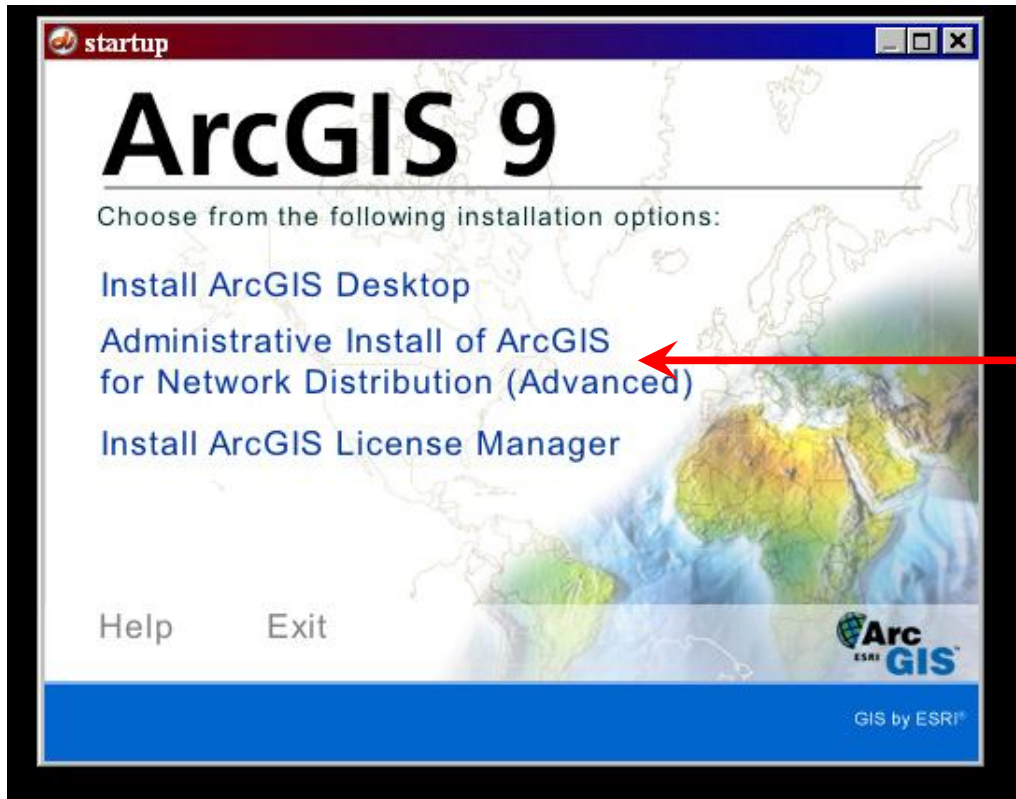 startup
ArcGIS 9
Choose from the following installation options:
Install ArcGIS Desktop
Administrative Install of ArcGIS
for Network Distribution (Advanced)
Install ArcGIS License Manager
Help Exit
Arc
ESRI GIS™
GIS by ESRI®